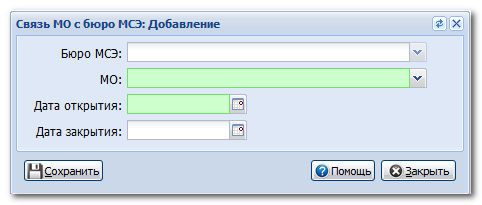 Связь МО с бюро МСЭ: Добавление
Бюро МСЭ:
МО:
Дата открытия:
Дата закрытия:
Сохранить Помощь Закрыть